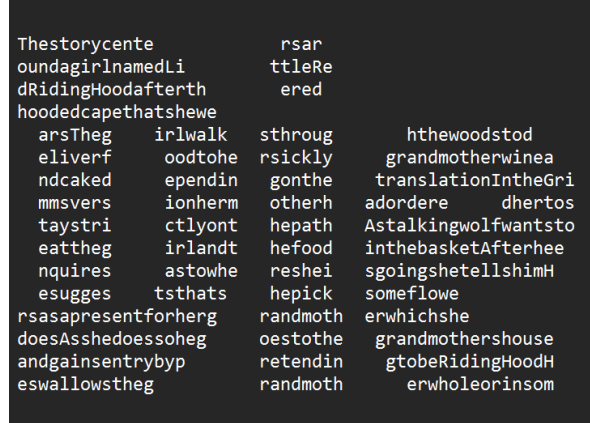 Thestorycente rsar
oundagirlnamedLi ttleRe
dRidingHoodafterth ered
hoodedcapethatshewe
arsTheg irlwalk sthroug hthewoodstod
eliverf oodtohe rsickly grandmotherwinea
ndcaked ependin gonthe translationIntheGri
mmsvers ionherm otherh adordere dhertos
taystri ctlyont hepath Astalkingwolfwantsto
eattheg irlandt hefood inthebasketAfterhee
nquires astowhe reshei sgoingshetellshimH
esugges tsthats hepick someflowe
rsasapresentforherg randmoth erwhichshe
doesAsshedoessoheg oestothe grandmothershouse
andgainsentrybyp retendin gtobeRidingHoodH
eswallowstheg randmoth erwholeorinsom